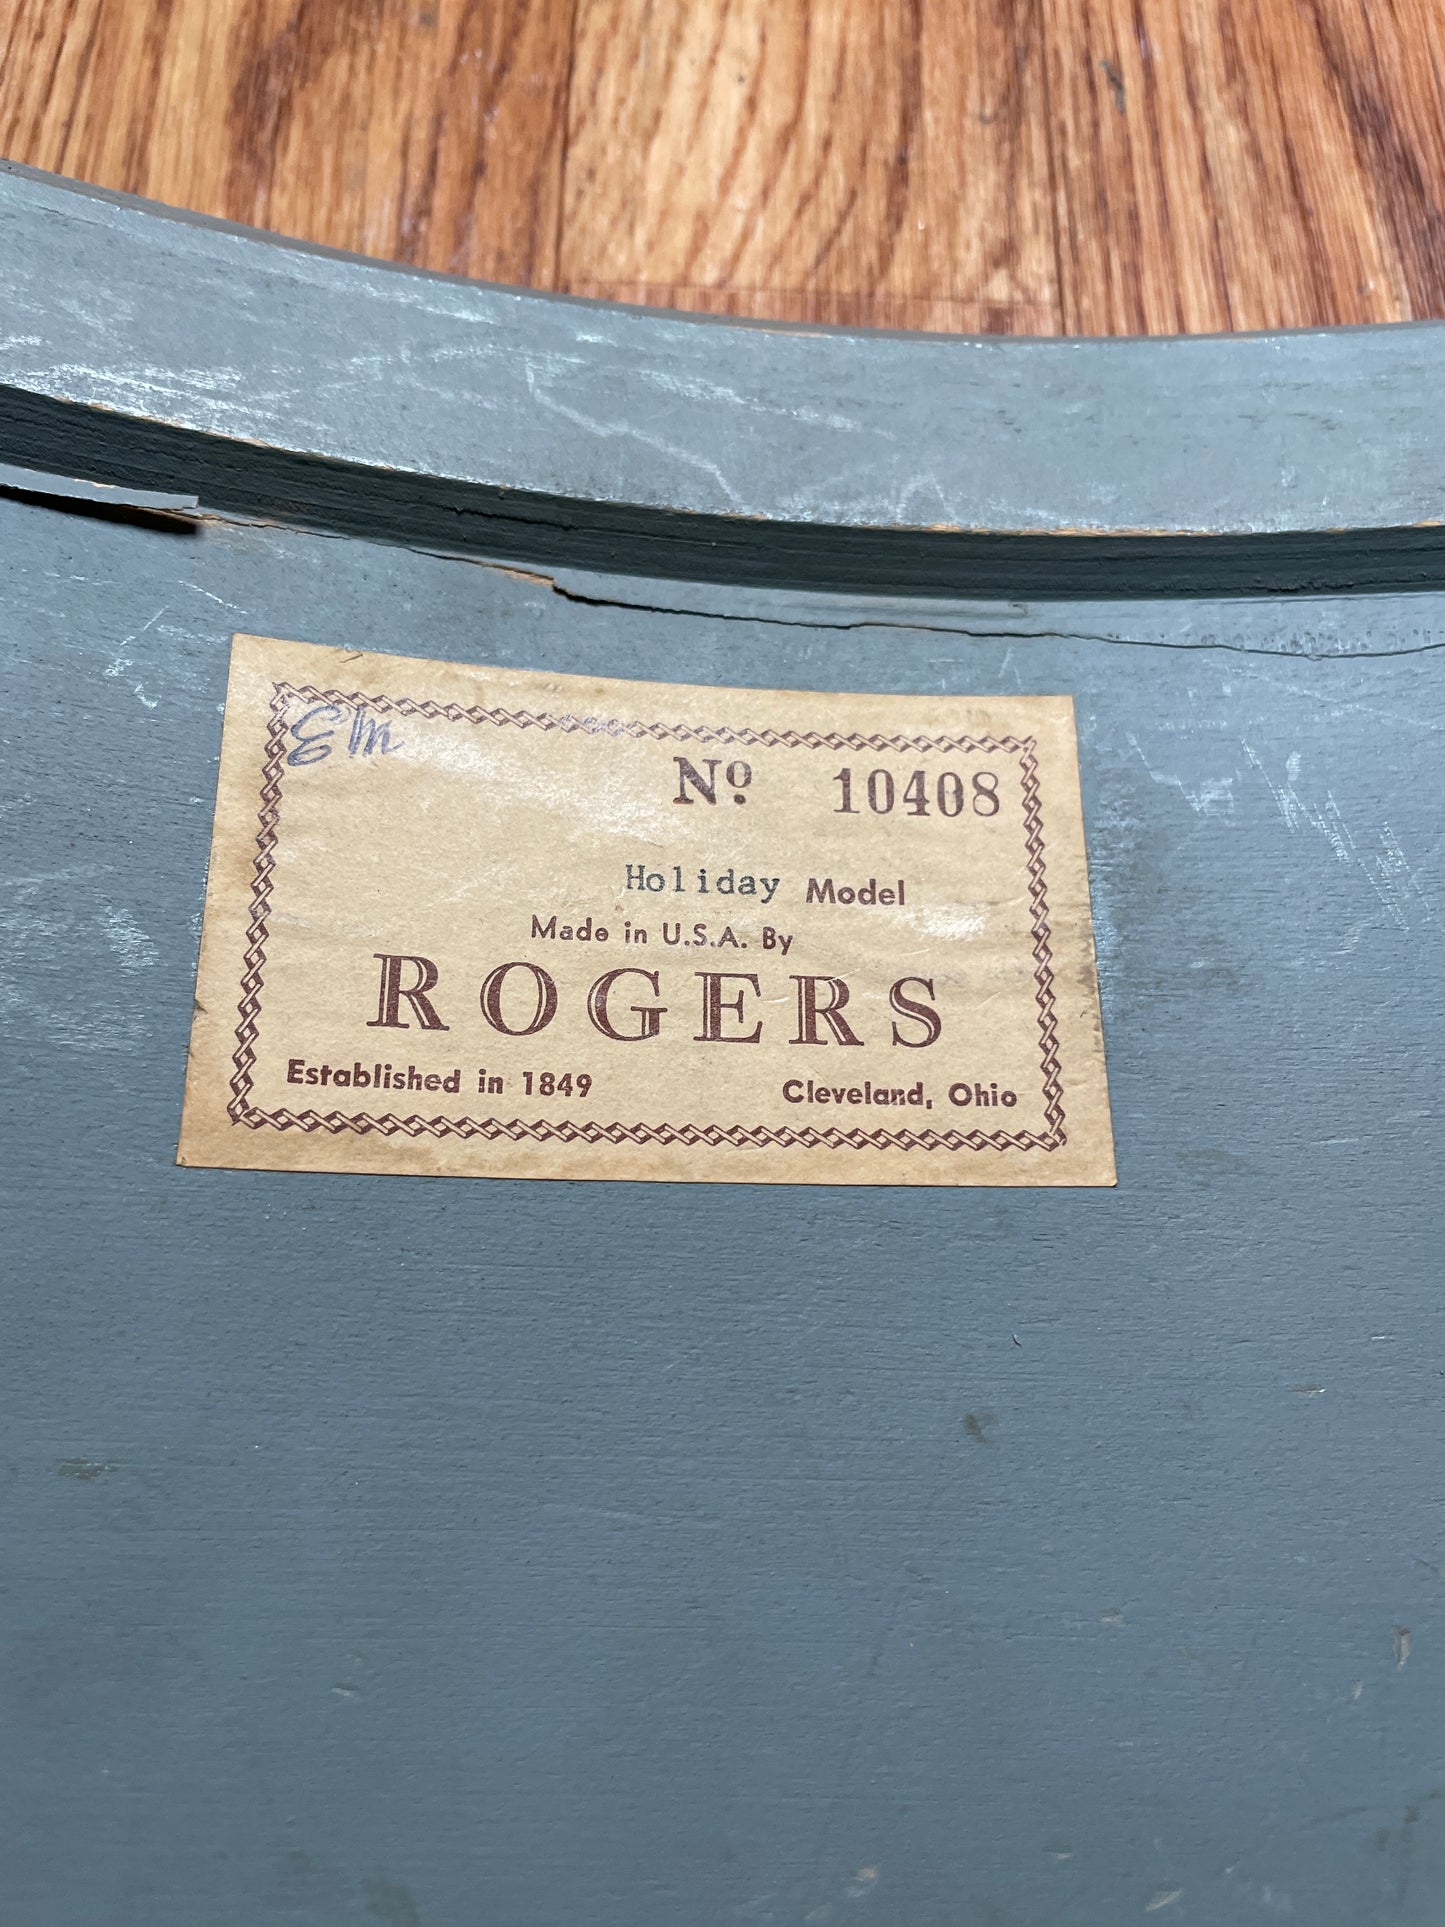 Em
Nº 10408
Holiday Model
Made in U.S.A. By
ROGERS
Established in 1849 Cleveland, Ohio